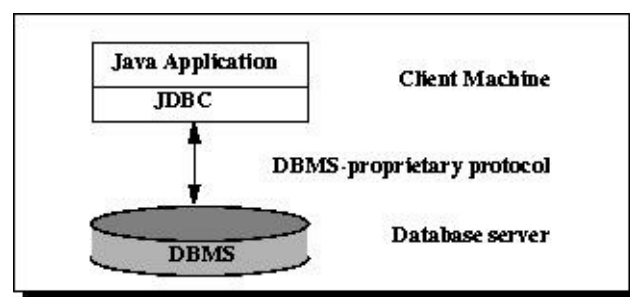 Java Application
Client Machine
JDBC
DBMS-proprietary protocol
Database server
DBMS